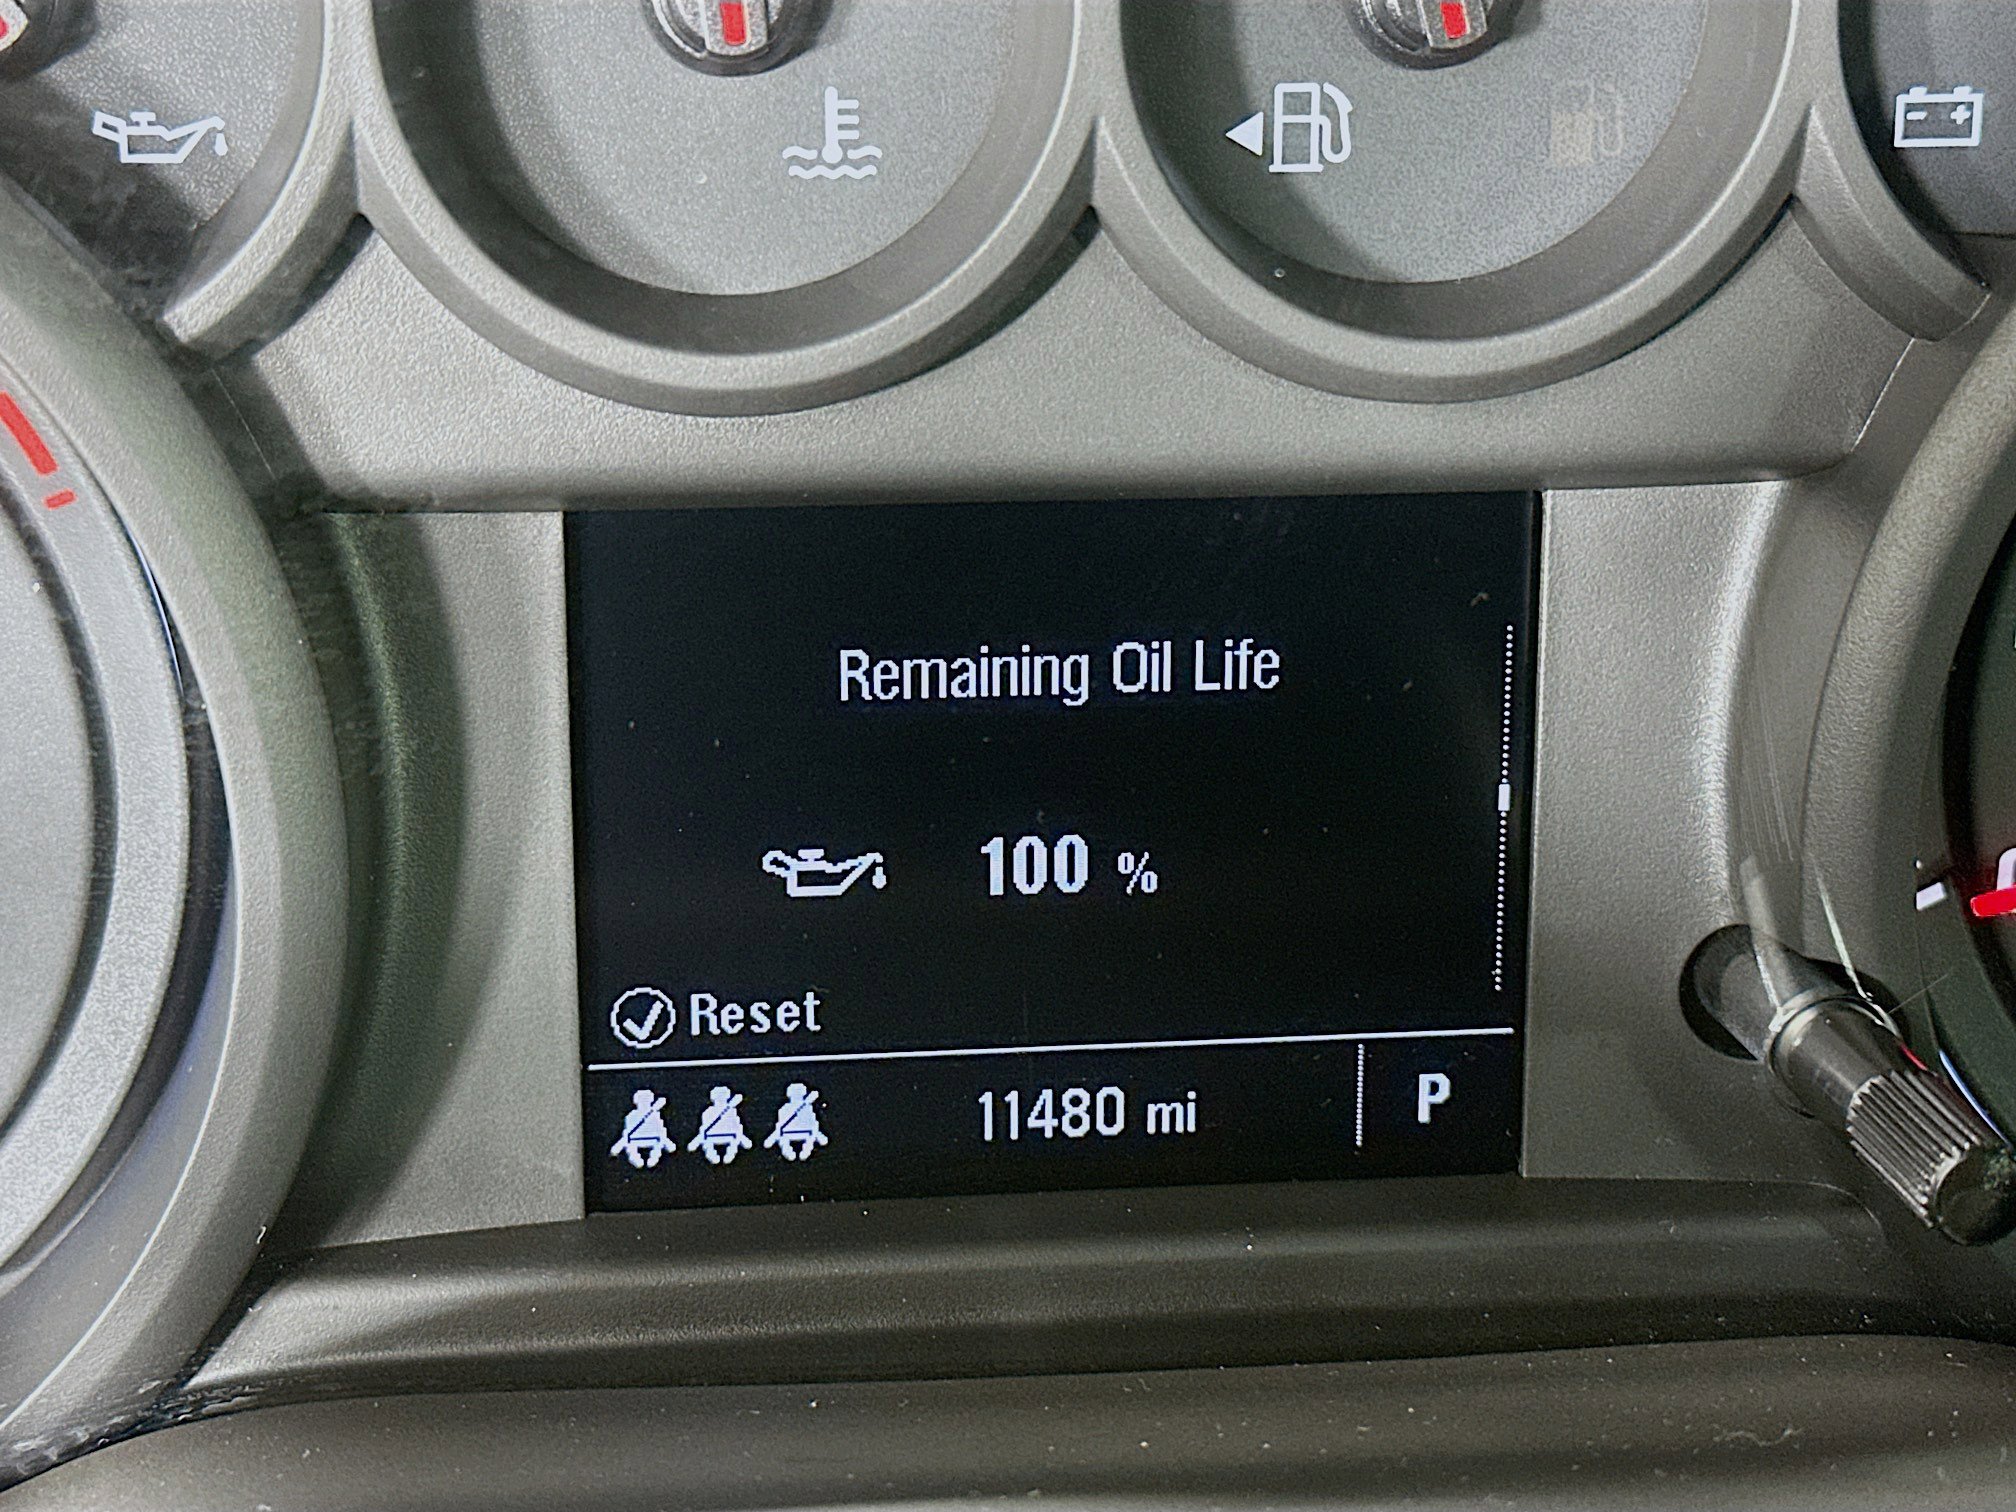 Remaining Oil Life
100 %
Reset
11480 mi
P